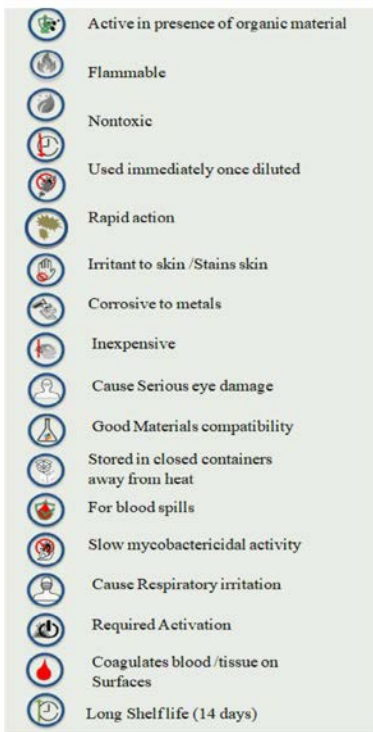 Active in presence of organic material
Flammable
Nontoxic
Used immediately once diluted
Rapid action
Irritant to skin /Stains skin
Corrosive to metals
Inexpensive
Cause Serious eye damage
Good Materials compatibility
Stored in closed containers
away from heat
For blood spills
Slow mycobactericidal activity
Cause Respiratory irritation
Required Activation
Coagulates blood /tissue on
Surfaces
Long Shelf life (14 days)